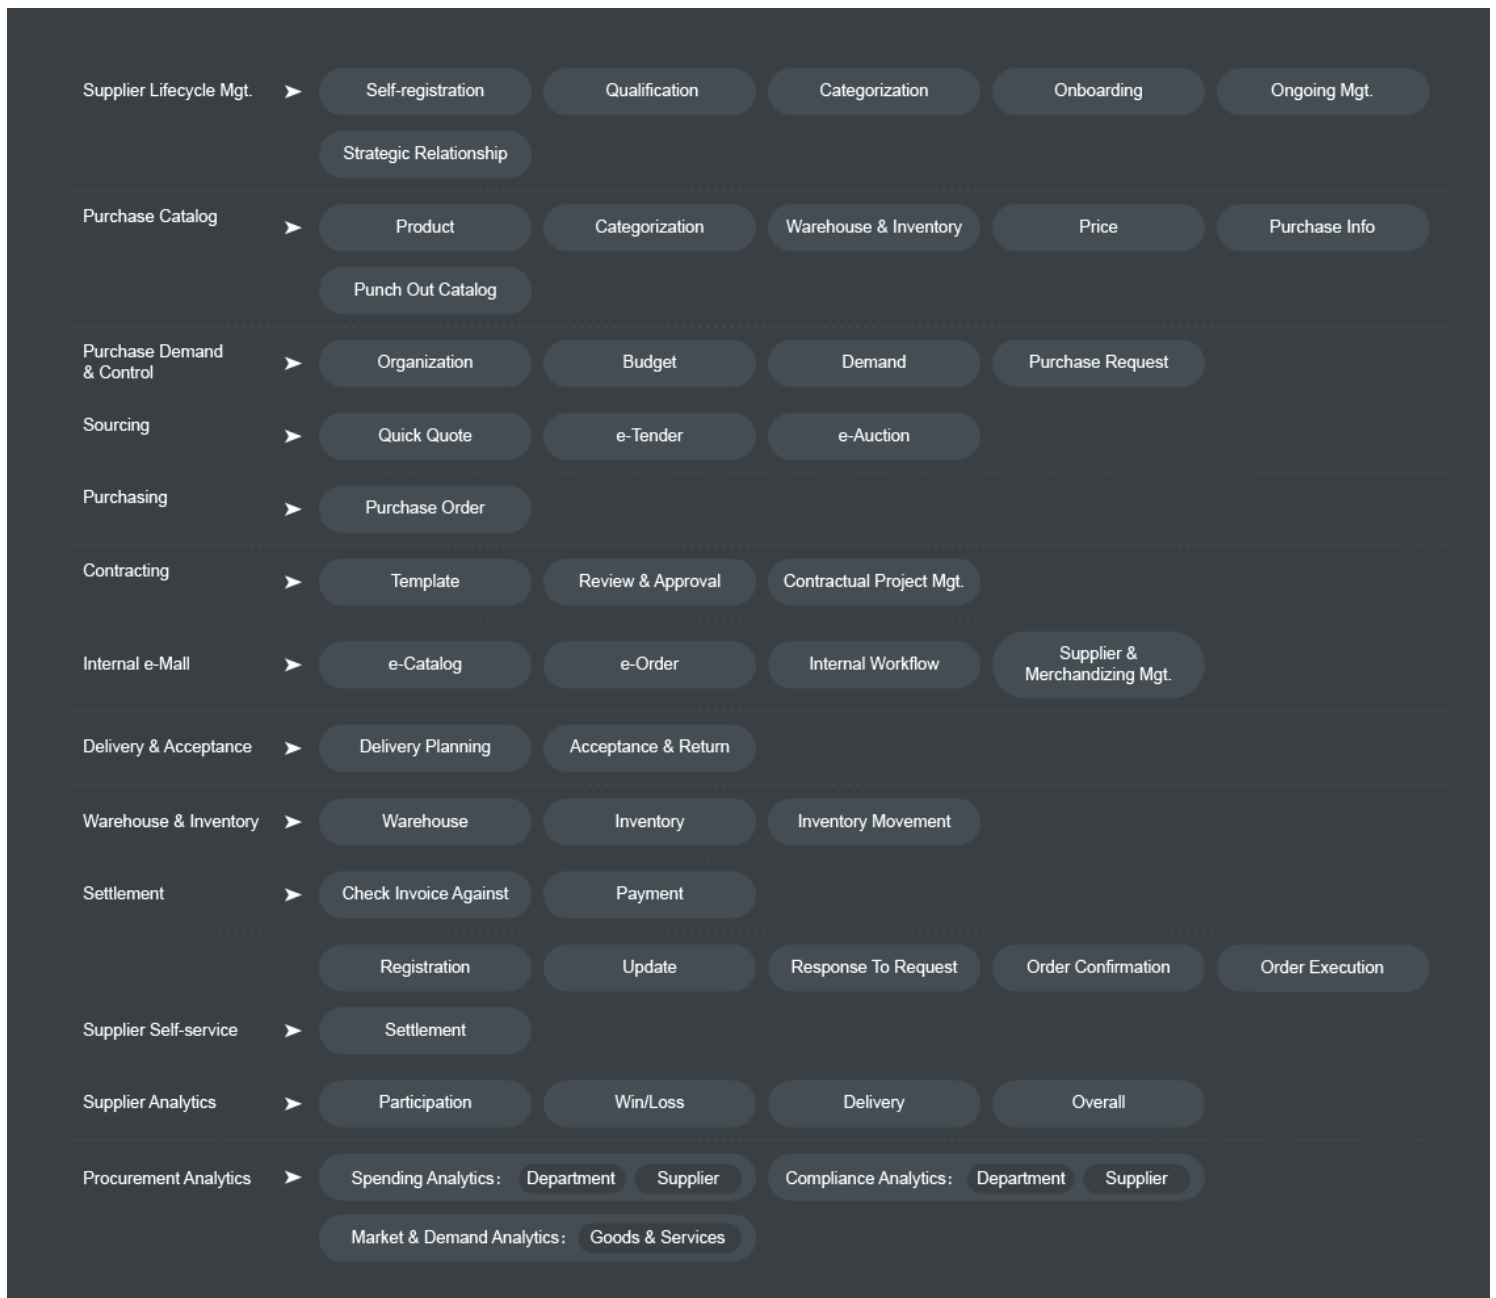 Supplier Lifecycle Mgt. Self-registration Qualification Categorization Onboarding Ongoing Mgt.
Strategic Relationship
Purchase Catalog Product Categorization Warehouse & Inventory Price Purchase Info
Punch Out Catalog
Purchase Demand
& Control
Organization Budget Demand Purchase Request
Sourcing Quick Quote e-Tender e-Auction
Purchasing Purchase Order
Contracting Template Review & Approval Contractual Project Mgt.
Internal e-Mall e-Catalog e-Order Internal Workflow
Supplier &
Merchandizing Mgt.
Delivery & Acceptance Delivery Planning Acceptance & Return
Warehouse & Inventory Warehouse Inventory Inventory Movement
Settlement Check Invoice Against Payment
Registration Update Response To Request Order Confirmation Order Execution
Supplier Self-service Settlement
Supplier Analytics Participation Win/Loss Delivery Overall
Procurement Analytics Spending Analytics: Department Supplier Compliance Analytics: Department Supplier
Market & Demand Analytics: Goods & Services